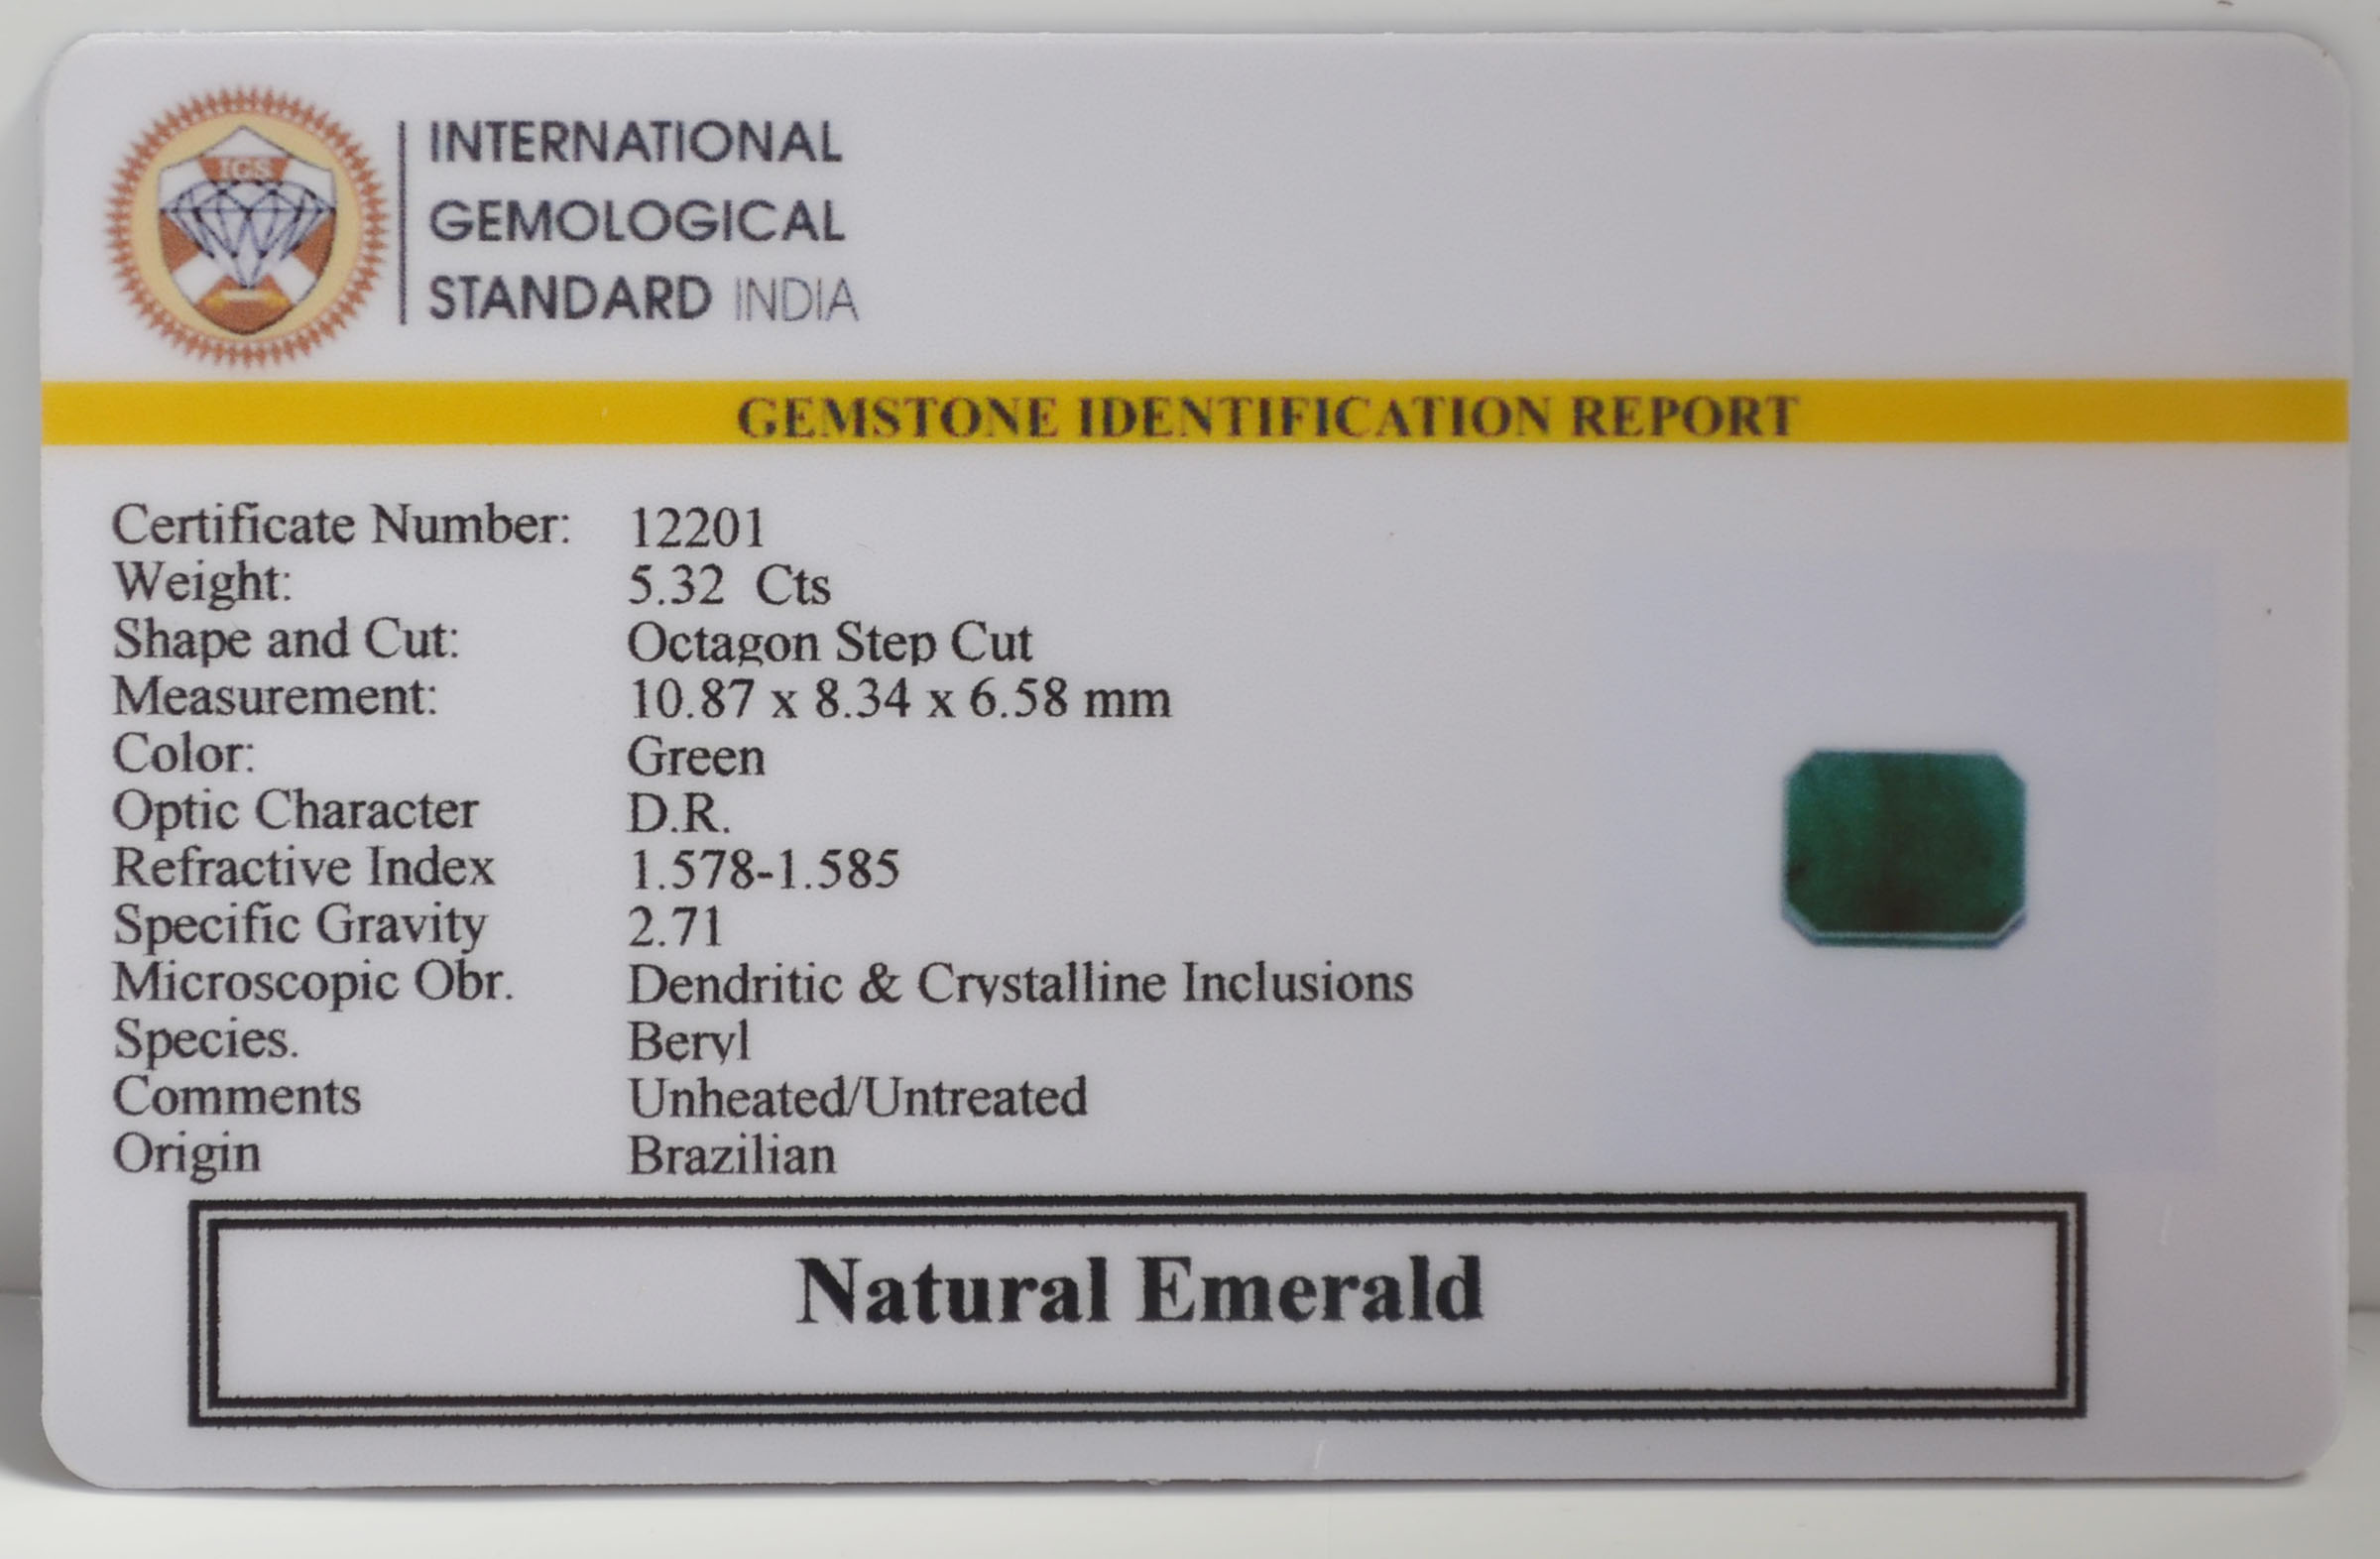 IGS
INTERNATIONAL
GEMOLOGICAL
STANDARD INDIA
GEMSTONE IDENTIFICATION REPORT
Certificate Number: 12201
Weight: 5.32 Cts
Shape and Cut: Octagon Step Cut
Measurement: 10.87 x 8.34 x 6.58 mm
Color: Green
Optic Character D.R.
Refractive Index 1.578-1.585
Specific Gravity 2.71
Microscopic Obr. Dendritic & Crystalline Inclusions
Species. Beryl
Comments Unheated/Untreated
Origin Brazilian
Natural Emerald